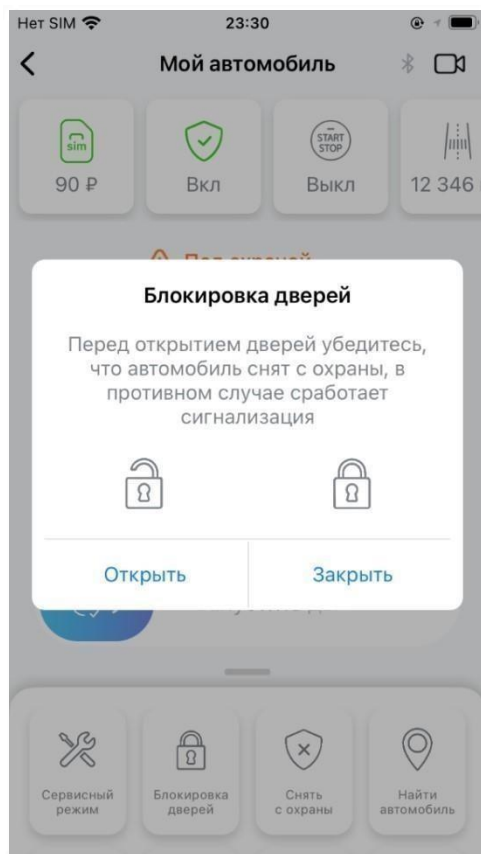 Нет SIM 23:30
Мой автомобиль
sim
START
STOP
90 ₽ Вкл Выкл 12 346
Блокировка дверей
Перед открытием дверей убедитесь,
что автомобиль снят с охраны, в
противном случае сработает
сигнализация
Открыть Закрыть
Сервисный
режим
Блокировка
дверей
Снять
с охраны
Найти
автомобиль